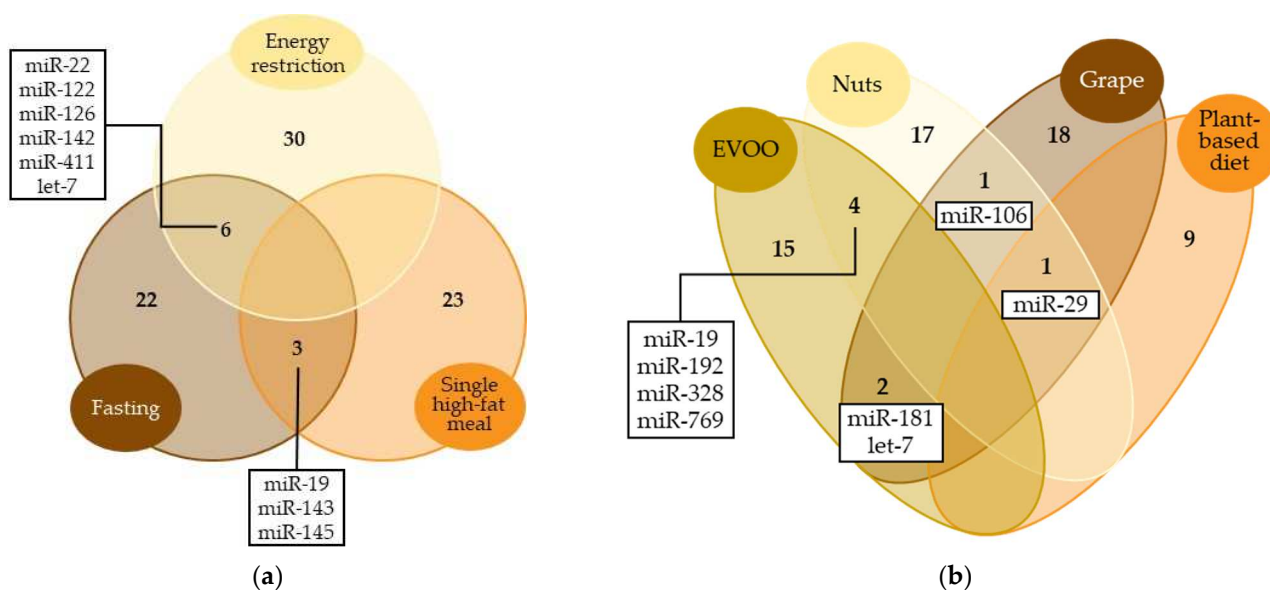 Energy
restriction
miR-22
miR-122
miR-126
miR-142
miR-411
let-7
30
6
22
23
3
Fasting
Single
high-fat
meal
miR-19
miR-143
miR-145
(a)
Nuts
Grape
EVOO
Plant-
based
diet
17
18
1
miR-106
4
15
9
1
miR-29
miR-19
miR-192
miR-328
miR-769
2
miR-181
let-7
(b)